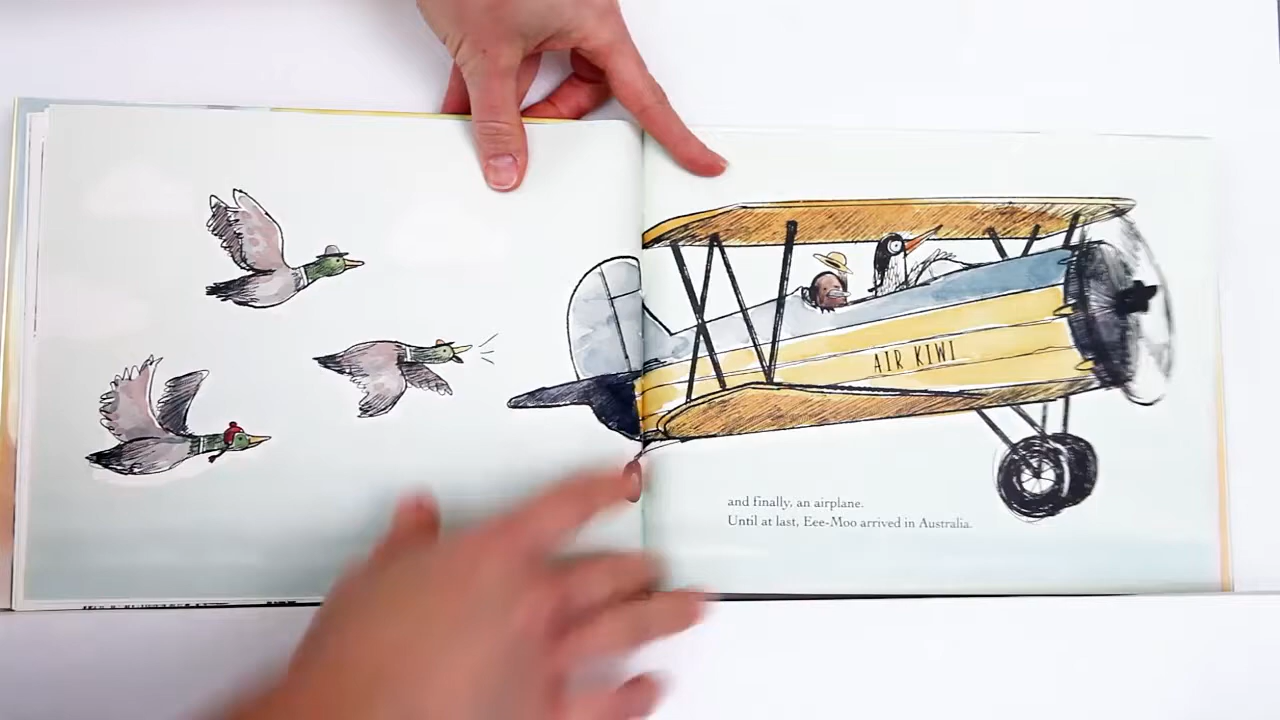 AIR KIWI
and finally, an airplane.
Until at last, Eee-Moo arrived in Australia.